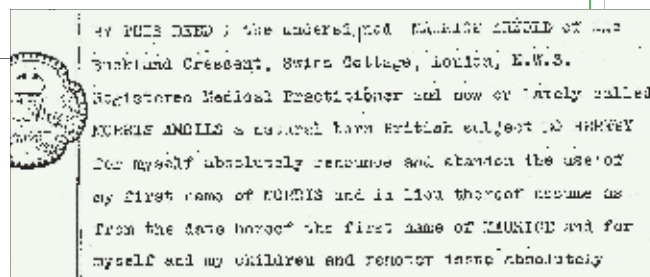 BY THIS DEED I the undersigned MAURICE of
Buckland Crescent, Swiss Cottage, London, N.W.3.
Registered Medical Practitioner and now or lately called
MORRIS a natural born British subject DO HEREBY
for myself absolutely renounce and abandon the use of
my first name of MORRIS and in lieu thereof assume as
from the date hereof the first name of MAURICE and for
myself and my children and remoter issue absolutely